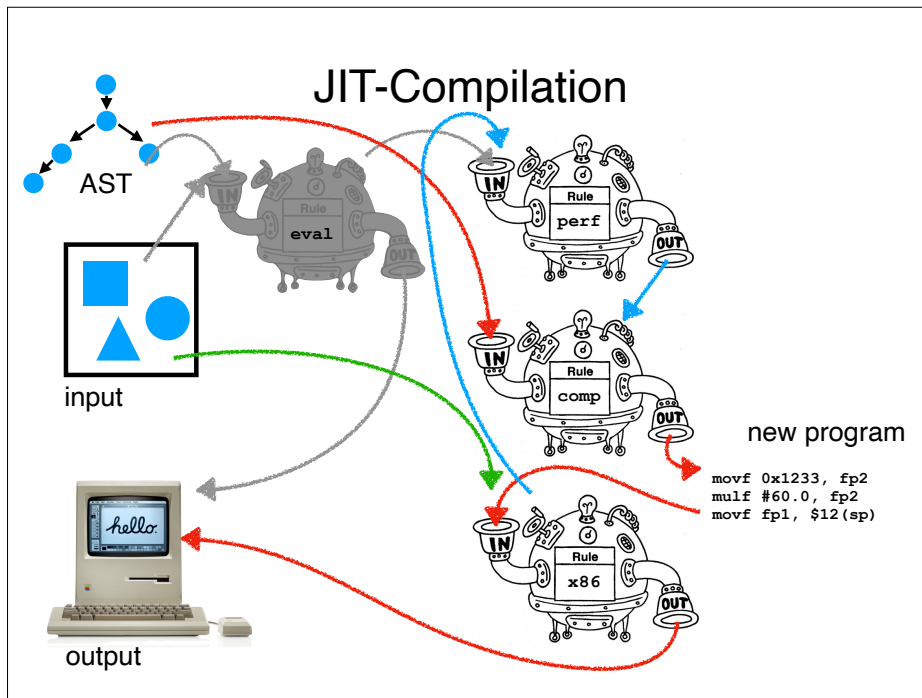 JIT-Compilation
AST
IN
Rule
eval
OUT
IN
Rule
perf
OUT
input
IN
Rule
comp
OUT
new program
movf 0x1233, fp2
mulf #60.0, fp2
movf fp1, $12(sp)
hello.
IN
Rule
x86
OUT
output